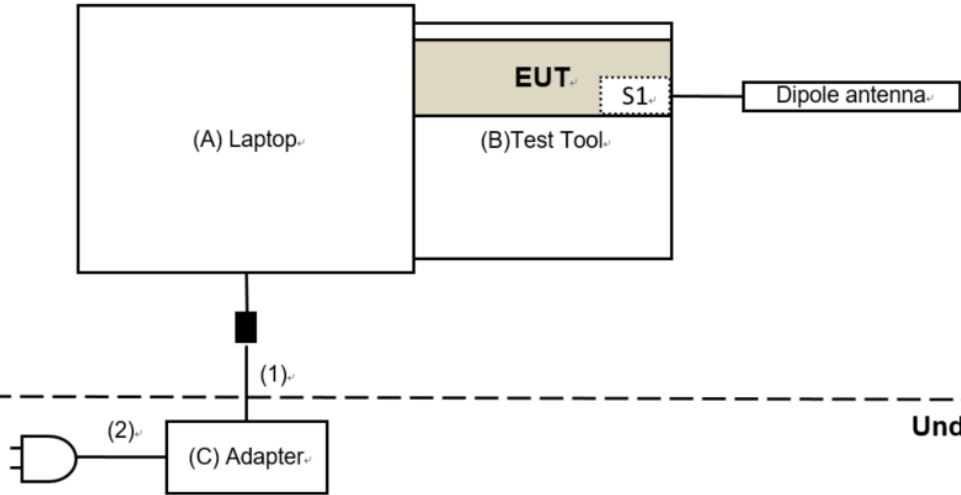 EUT
S1
Dipole antenna
(A) Laptop
(B)Test Tool
(1)
Und
(2)
(C) Adapter